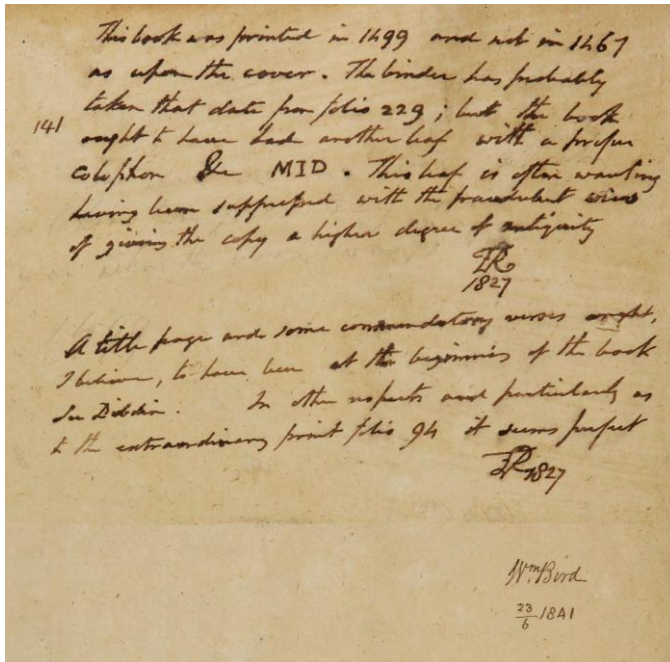 This book was printed in 1499 and not in 1467
as upon the cover. The binder has probably
taken that date from folio 229; but the book
141
ought to have had another leaf with a proper
colophon &c MID. This leaf is often wanting
having been suppressed with the fraudulent view
of giving the copy a higher degree of antiquity
1827
A title page and some commendatory verses ought,
I believe, to have been at the beginning of the book
See Dibdin. In other respects and particularly as
to the extraordinary print folio 94 it seems perfect
1827
Wm Bird
23/6 1841